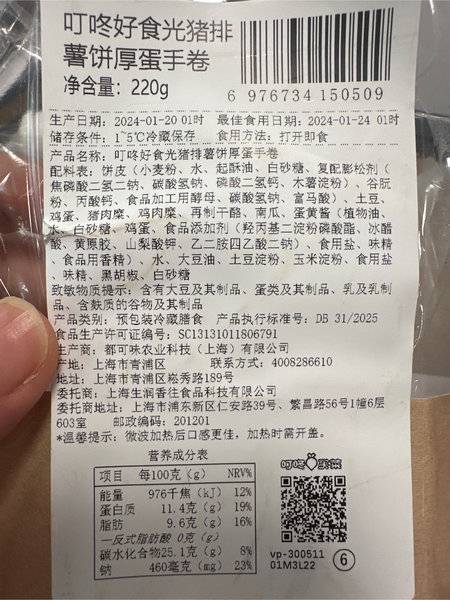 叮咚好食光猪排
薯饼厚蛋手卷
净含量: 220g
6 976734 150509
生产日期: 2024-01-20 01时 最佳食用日期: 2024-01-24 01时
储存条件: 1~5℃冷藏保存 食用方法: 打开即食
产品名称: 叮咚好食光猪排薯饼厚蛋手卷
配料表: 饼皮(小麦粉、水、起酥油、白砂糖、复配膨松剂(
焦磷酸二氢二钠、碳酸氢钠、磷酸二氢钙、木薯淀粉)、谷朊
粉、丙酸钙、食品加工用酵母、碳酸氢钠、富马酸)、土豆、
鸡蛋、猪肉糜、鸡肉糜、再制干酪、南瓜、蛋黄酱(植物油、
水、白砂糖、鸡蛋、食品添加剂(羟丙基二淀粉磷酸酯、冰醋
酸、黄原胶、山梨酸钾、乙二胺四乙酸二钠)、食用盐、味精
、食品用香精)、水、大豆油、土豆淀粉、玉米淀粉、食用盐
、味精、黑胡椒、白砂糖
致敏物质提示: 含有大豆及其制品、蛋类及其制品、乳及乳制
品、含麸质的谷物及其制品
产品类别: 预包装冷藏膳食 产品执行标准号: DB 31/2025
食品生产许可证编号: SC13131011806791
生产商: 都可味农业科技(上海)有限公司
产地: 上海市青浦区 联系方式: 4008286610
地址: 上海市青浦区崧秀路189号
委托商: 上海生润香往食品科技有限公司
委托商地址: 上海市浦东新区仁安路39号、繁昌路56号1幢6层
603室 邮政编码: 201201
*温馨提示: 微波加热后口感更佳，加热时需开盖。
营养成分表
项目 每100克(g) NRV%
能量 976千焦(kJ) 12%
蛋白质 11.4克(g) 19%
脂肪 9.6克(g) 16%
—反式脂肪酸 0克(g)
碳水化合物25.1克(g) 8%
钠 460毫克(mg) 23%
叮咚买菜
vp-300511
01M3L22
6